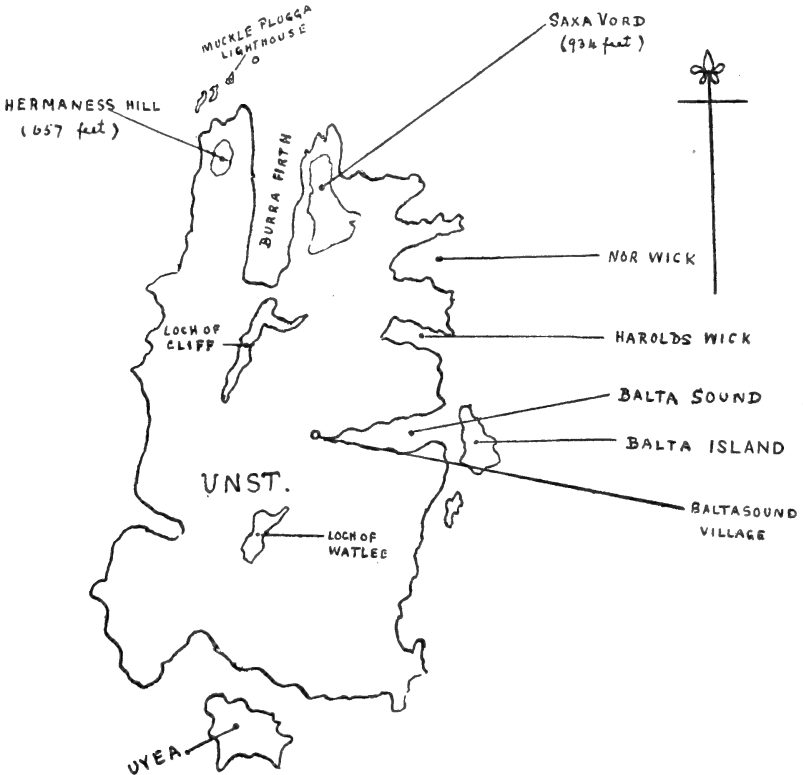 MUCKLE FLUGGA
LIGHTHOUSE
SAXA VORD
(934 feet)
HERMANESS HILL
(657 feet)
BURRA FIRTH
NOR WICK
LOCH OF
CLIFF
HAROLDS WICK
BALTA SOUND
BALTA ISLAND
UNST.
BALTASOUND
VILLAGE
LOCH OF
WATLEE
UYEA